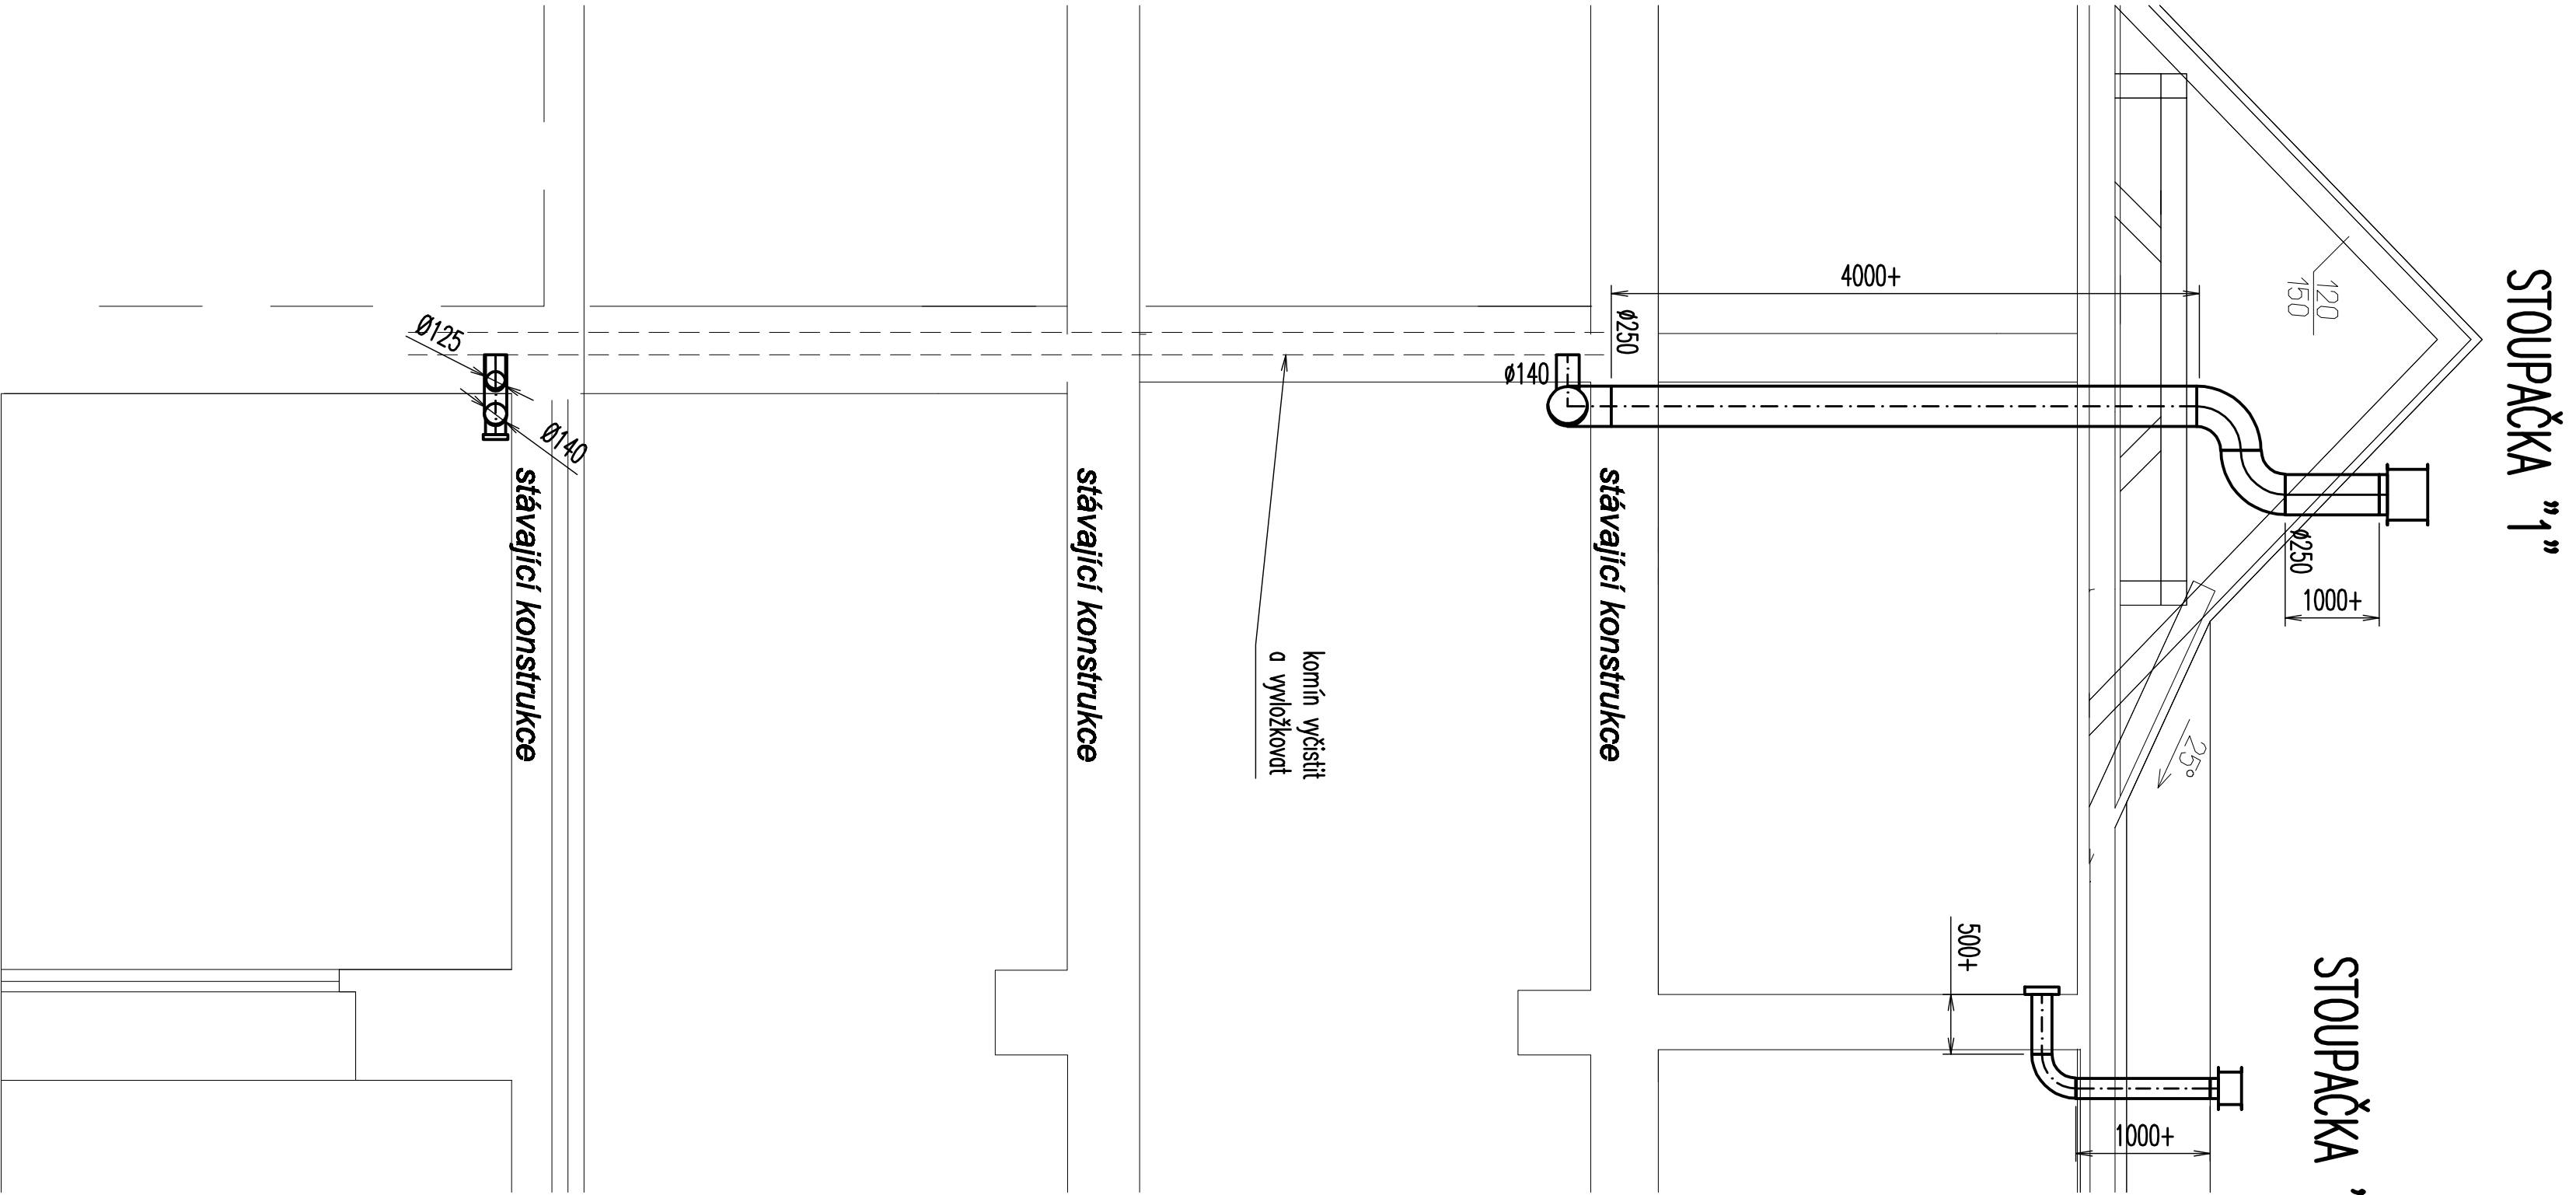 STOUPAČKA "1"
STOUPAČKA "
120
150
25°
4000+
ø250
ø140
ø250
1000+
500+
1000+
Ø125
Ø140
stávající konstrukce
stávající konstrukce
stávající konstrukce
komín vyčistit
a vyvložkovat